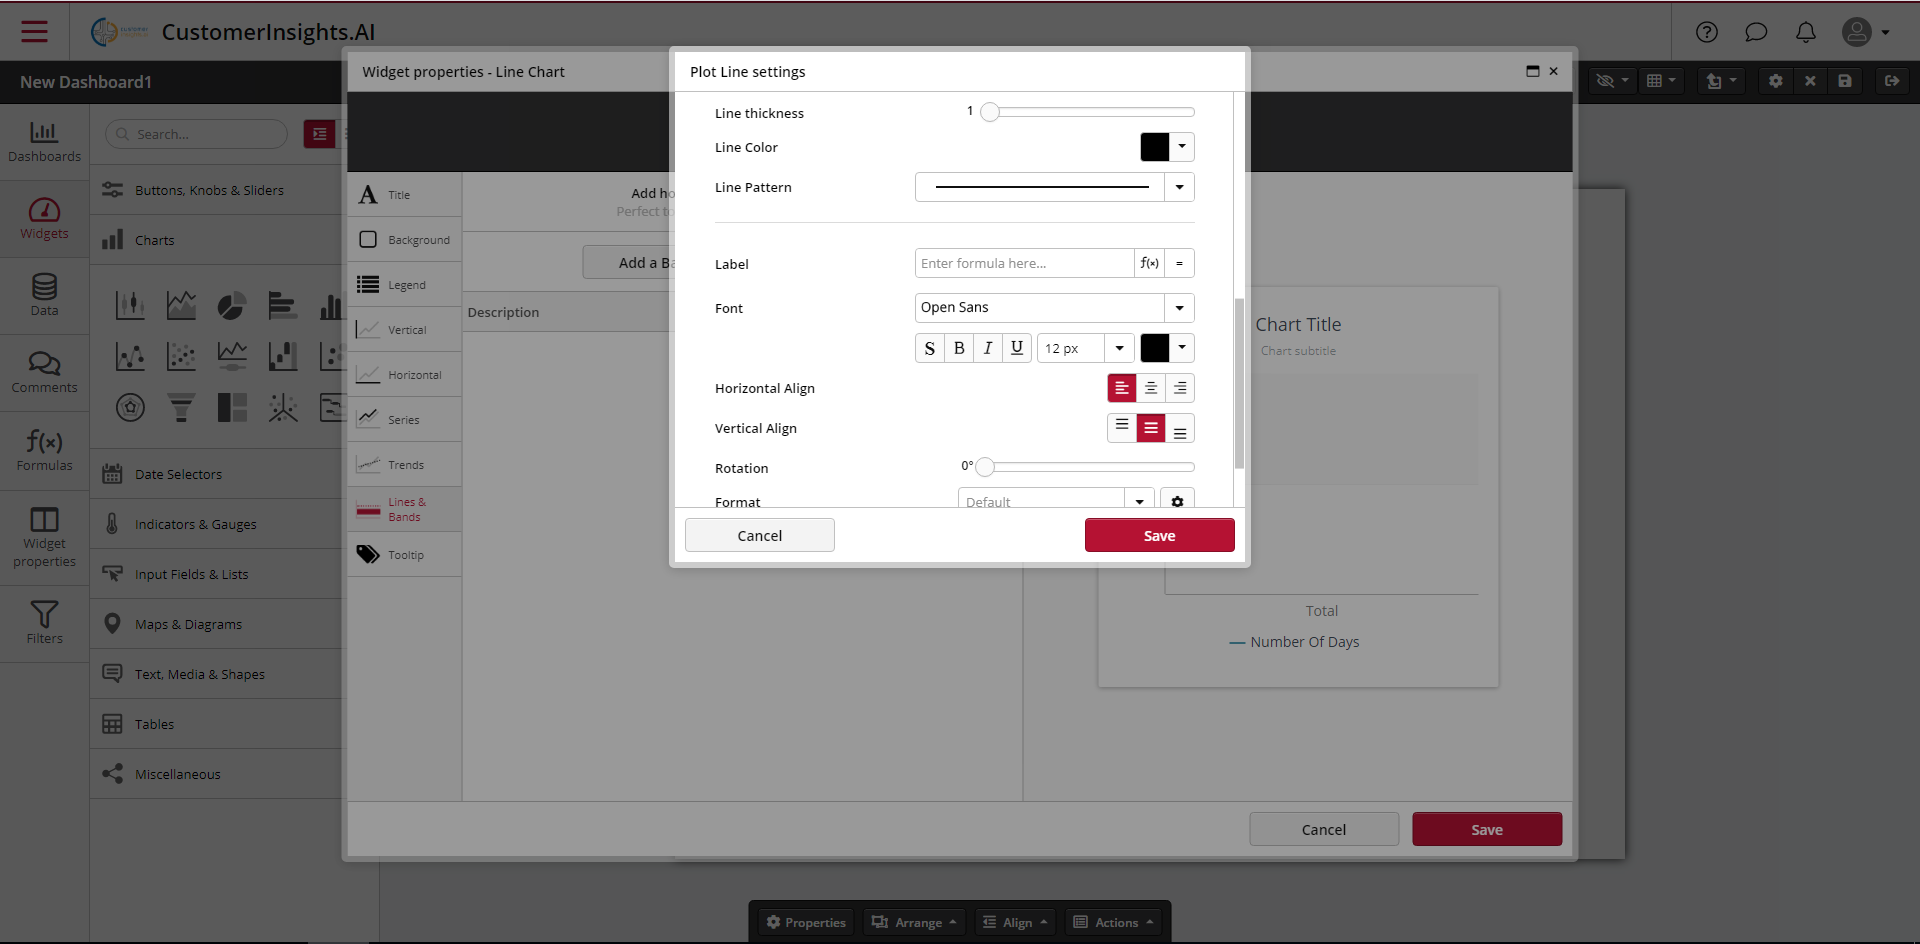 CustomerInsights.AI
New Dashboard1
Dashboards
Widgets
Data
Comments
f(x)
Formulas
Widget
properties
Filters
Search...
Buttons, Knobs & Sliders
Charts
Date Selectors
Indicators & Gauges
Input Fields & Lists
Maps & Diagrams
Text, Media & Shapes
Tables
Miscellaneous
Widget properties - Line Chart
Title
Background
Legend
Vertical
Horizontal
Series
Trends
Lines &
Bands
Tooltip
Add ho
Perfect to
Add a Ba
Description
Plot Line settings
Line thickness 1
Line Color
Line Pattern
Label Enter formula here... f(x) =
Font Open Sans
S B I U 12 px
Horizontal Align
Vertical Align
Rotation 0°
Format Default
Cancel Save
Chart Title
Chart subtitle
Total
Number Of Days
Cancel Save
Properties Arrange Align Actions